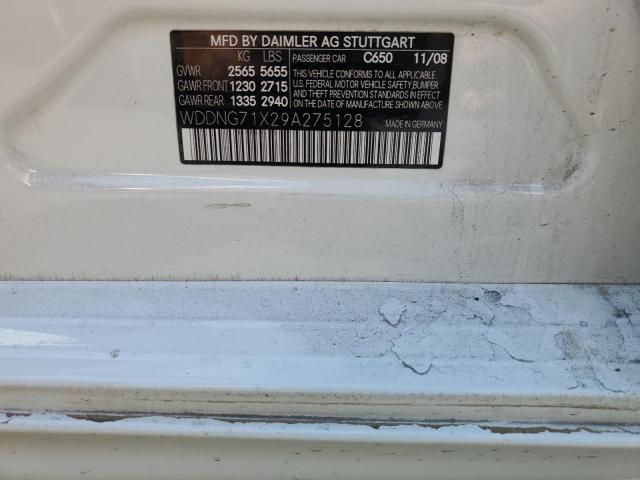 MFD BY DAIMLER AG STUTTGART
KG LBS PASSENGER CAR C650 11/08
GVWR 2565 5655 THIS VEHICLE CONFORMS TO ALL APPLICABLE
GAWR FRONT 1230 2715 U.S. FEDERAL MOTOR VEHICLE SAFETY, BUMPER
GAWR REAR 1335 2940 AND THEFT PREVENTION STANDARDS IN EFFECT
ON THE DATE OF MANUFACTURE SHOWN ABOVE.
WDDNG71X29A275128 MADE IN GERMANY